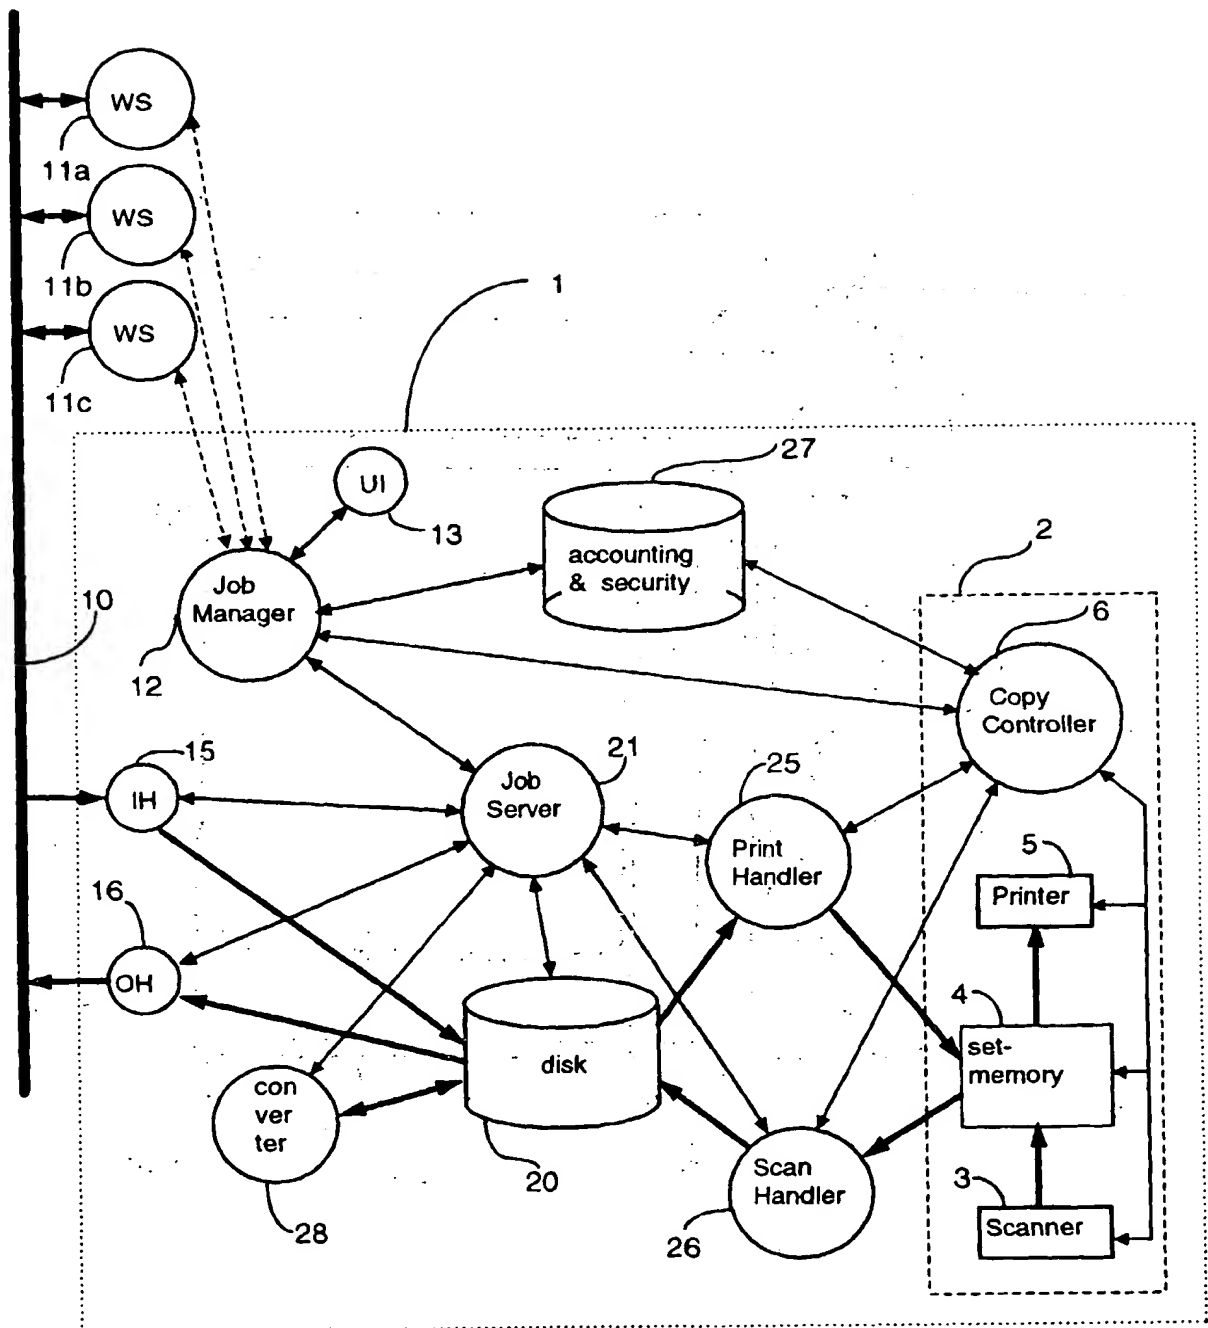 WS
11a
WS
11b
WS
11c
1
UI
13
27
accounting
& security
2
Job
Manager
12
10
6
Copy
Controller
15
IH
Job
Server
21
25
Print
Handler
5
Printer
16
OH
4
set-
memory
disk
20
con
ver
ter
28
Scan
Handler
26
3
Scanner